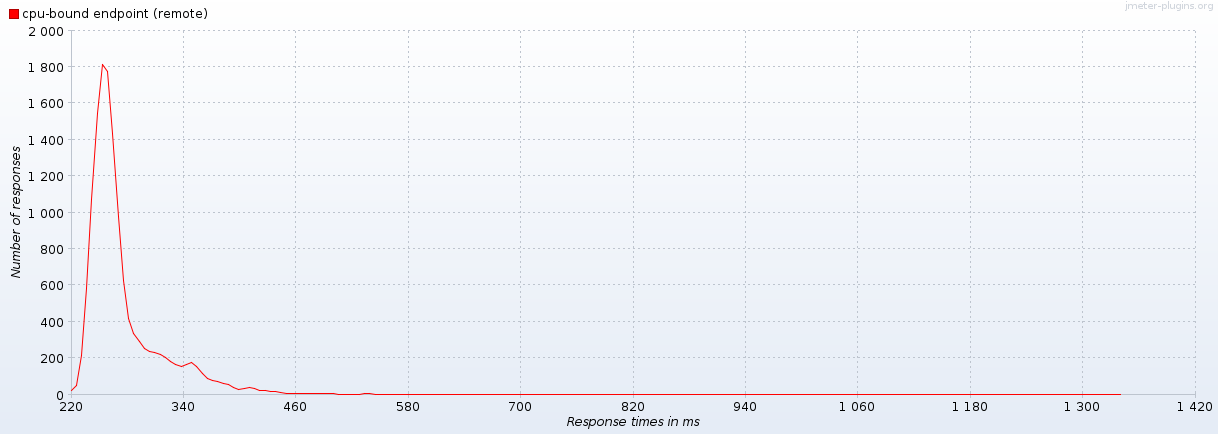 cpu-bound endpoint (remote)
jmeter-plugins.org
2 000
1 800
1 600
1 400
1 200
1 000
800
600
400
200
0
Number of responses
220 340 460 580 700 820 940 1 060 1 180 1 300 1 420
Response times in ms